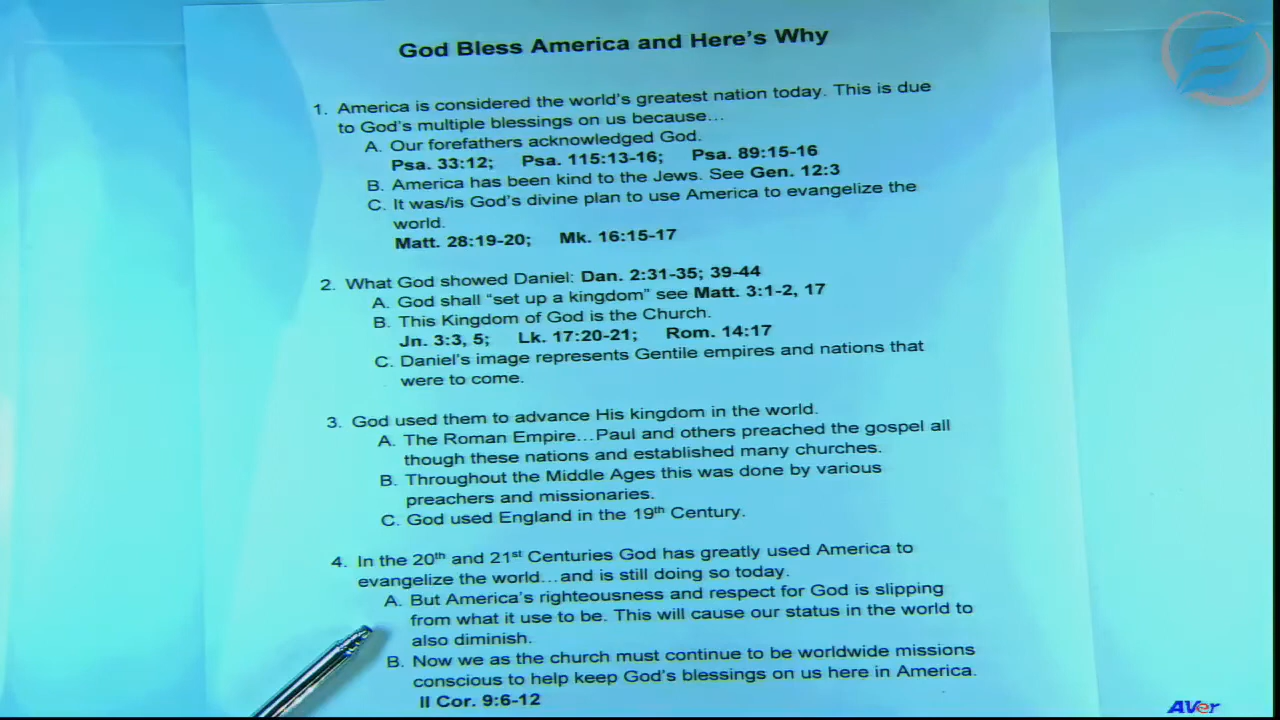 God Bless America and Here's Why
1. America is considered the world's greatest nation today. This is due
to God's multiple blessings on us because...
A. Our forefathers acknowledged God.
Psa. 33:12; Psa. 115:13-16; Psa. 89:15-16
B. America has been kind to the Jews. See Gen. 12:3
C. It was/is God's divine plan to use America to evangelize the
world.
Matt. 28:19-20; Mk. 16:15-17
2. What God showed Daniel: Dan. 2:31-35; 39-44
A. God shall "set up a kingdom" see Matt. 3:1-2, 17
B. This Kingdom of God is the Church.
Jn. 3:3, 5; Lk. 17:20-21; Rom. 14:17
C. Daniel's image represents Gentile empires and nations that
were to come.
3. God used them to advance His kingdom in the world.
A. The Roman Empire...Paul and others preached the gospel all
though these nations and established many churches.
B. Throughout the Middle Ages this was done by various
preachers and missionaries.
C. God used England in the 19th Century.
4. In the 20th and 21st Centuries God has greatly used America to
evangelize the world...and is still doing so today.
A. But America's righteousness and respect for God is slipping
from what it use to be. This will cause our status in the world to
also diminish.
B. Now we as the church must continue to be worldwide missions
conscious to help keep God's blessings on us here in America.
II Cor. 9:6-12
AVer